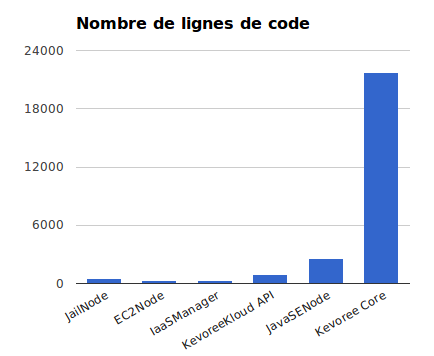 Nombre de lignes de code
24000
18000
12000
6000
0
JailNode
EC2Node
IaaSManager
KevoreeKloud API
JavaSENode
Kevoree Core